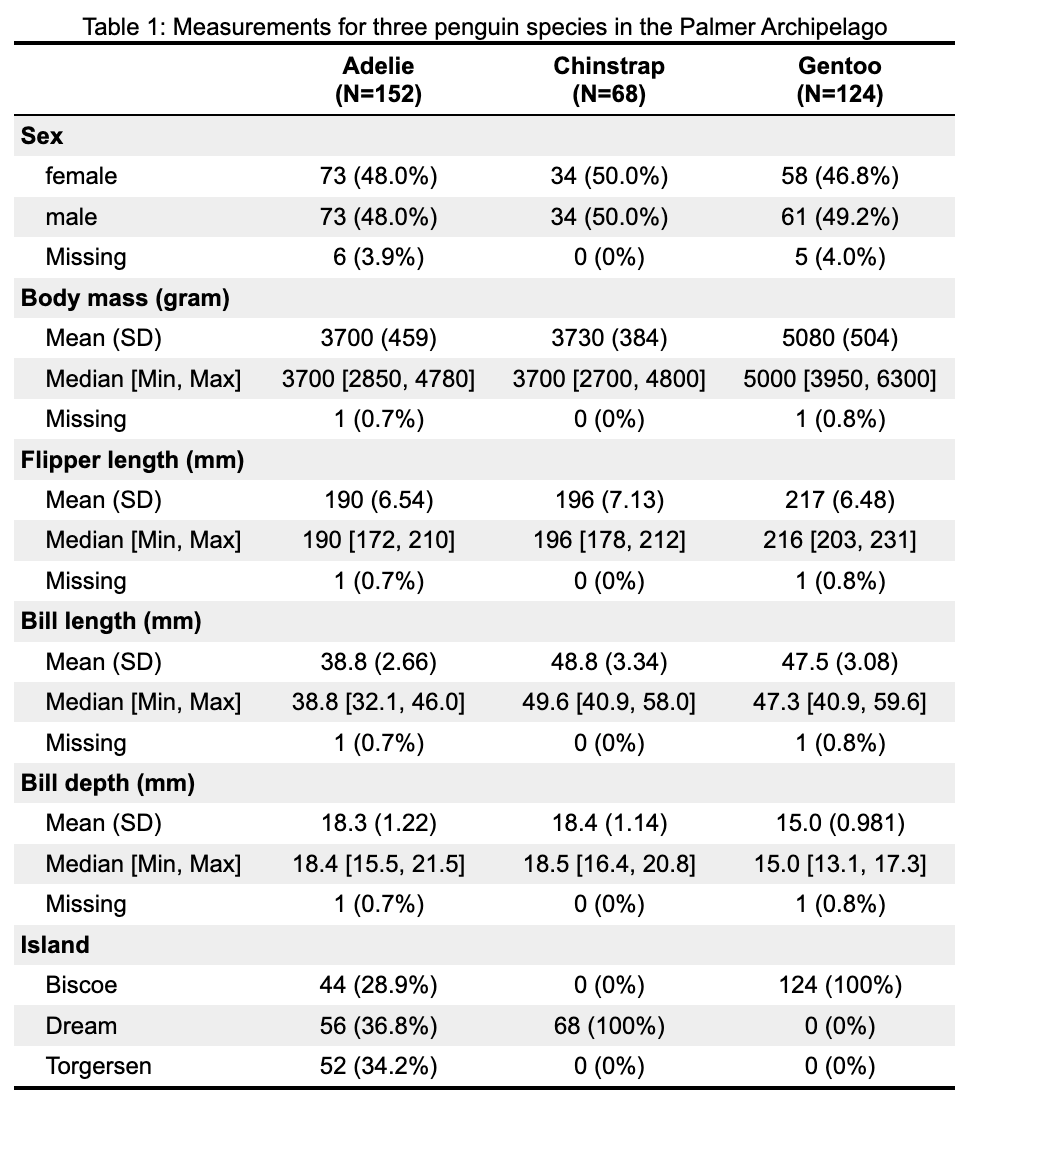 Table 1: Measurements for three penguin species in the Palmer Archipelago
Adelie Chinstrap Gentoo
(N=152) (N=68) (N=124)
Sex
female 73 (48.0%) 34 (50.0%) 58 (46.8%)
male 73 (48.0%) 34 (50.0%) 61 (49.2%)
Missing 6 (3.9%) 0 (0%) 5 (4.0%)
Body mass (gram)
Mean (SD) 3700 (459) 3730 (384) 5080 (504)
Median [Min, Max] 3700 [2850, 4780] 3700 [2700, 4800] 5000 [3950, 6300]
Missing 1 (0.7%) 0 (0%) 1 (0.8%)
Flipper length (mm)
Mean (SD) 190 (6.54) 196 (7.13) 217 (6.48)
Median [Min, Max] 190 [172, 210] 196 [178, 212] 216 [203, 231]
Missing 1 (0.7%) 0 (0%) 1 (0.8%)
Bill length (mm)
Mean (SD) 38.8 (2.66) 48.8 (3.34) 47.5 (3.08)
Median [Min, Max] 38.8 [32.1, 46.0] 49.6 [40.9, 58.0] 47.3 [40.9, 59.6]
Missing 1 (0.7%) 0 (0%) 1 (0.8%)
Bill depth (mm)
Mean (SD) 18.3 (1.22) 18.4 (1.14) 15.0 (0.981)
Median [Min, Max] 18.4 [15.5, 21.5] 18.5 [16.4, 20.8] 15.0 [13.1, 17.3]
Missing 1 (0.7%) 0 (0%) 1 (0.8%)
Island
Biscoe 44 (28.9%) 0 (0%) 124 (100%)
Dream 56 (36.8%) 68 (100%) 0 (0%)
Torgersen 52 (34.2%) 0 (0%) 0 (0%)